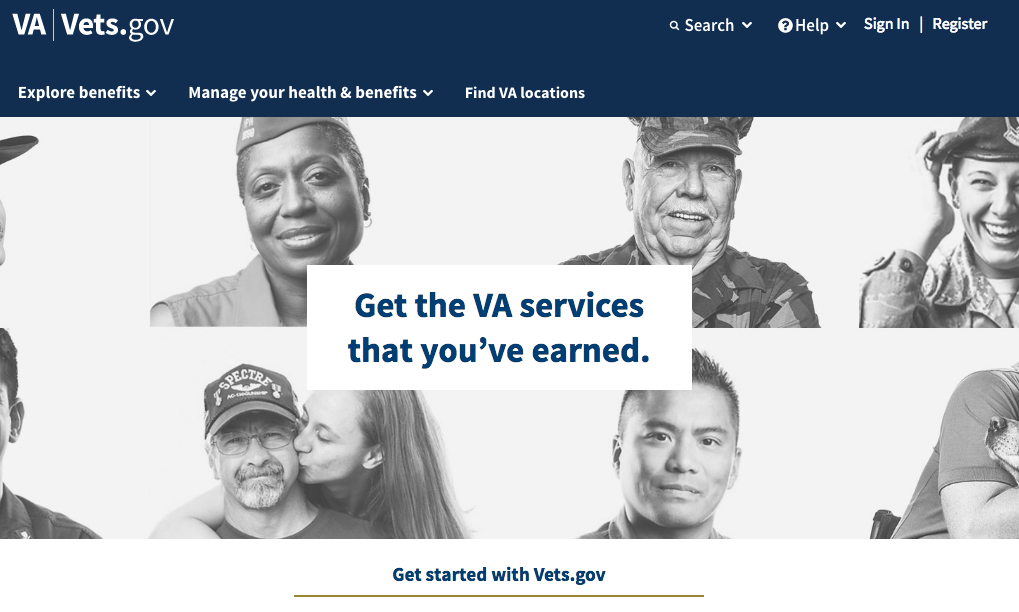 VA | Vets.gov
Search
Help
Sign In | Register
Explore benefits
Manage your health & benefits
Find VA locations
Get the VA services
that you’ve earned.
SPECTRE
AC-130 GUNSHIP
Get started with Vets.gov